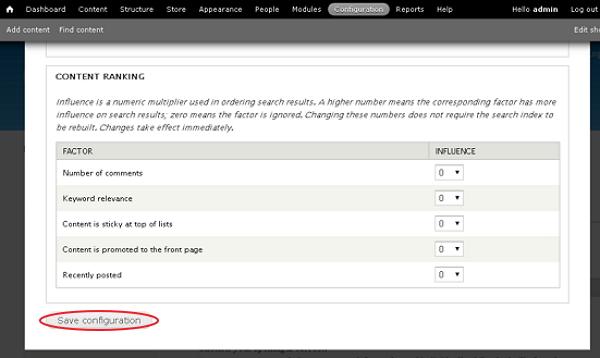 Dashboard Content Structure Store Appearance People Modules Configuration Reports Help Hello admin Log out
Add content Find content Edit sho
CONTENT RANKING
Influence is a numeric multiplier used in ordering search results. A higher number means the corresponding factor has more
influence on search results, zero means the factor is ignored. Changing these numbers does not require the search index to
be rebuilt. Changes take effect immediately.
FACTOR INFLUENCE
Number of comments 0
Keyword relevance 0
Content is sticky at top of lists 0
Content is promoted to the front page 0
Recently posted 0
Save configuration